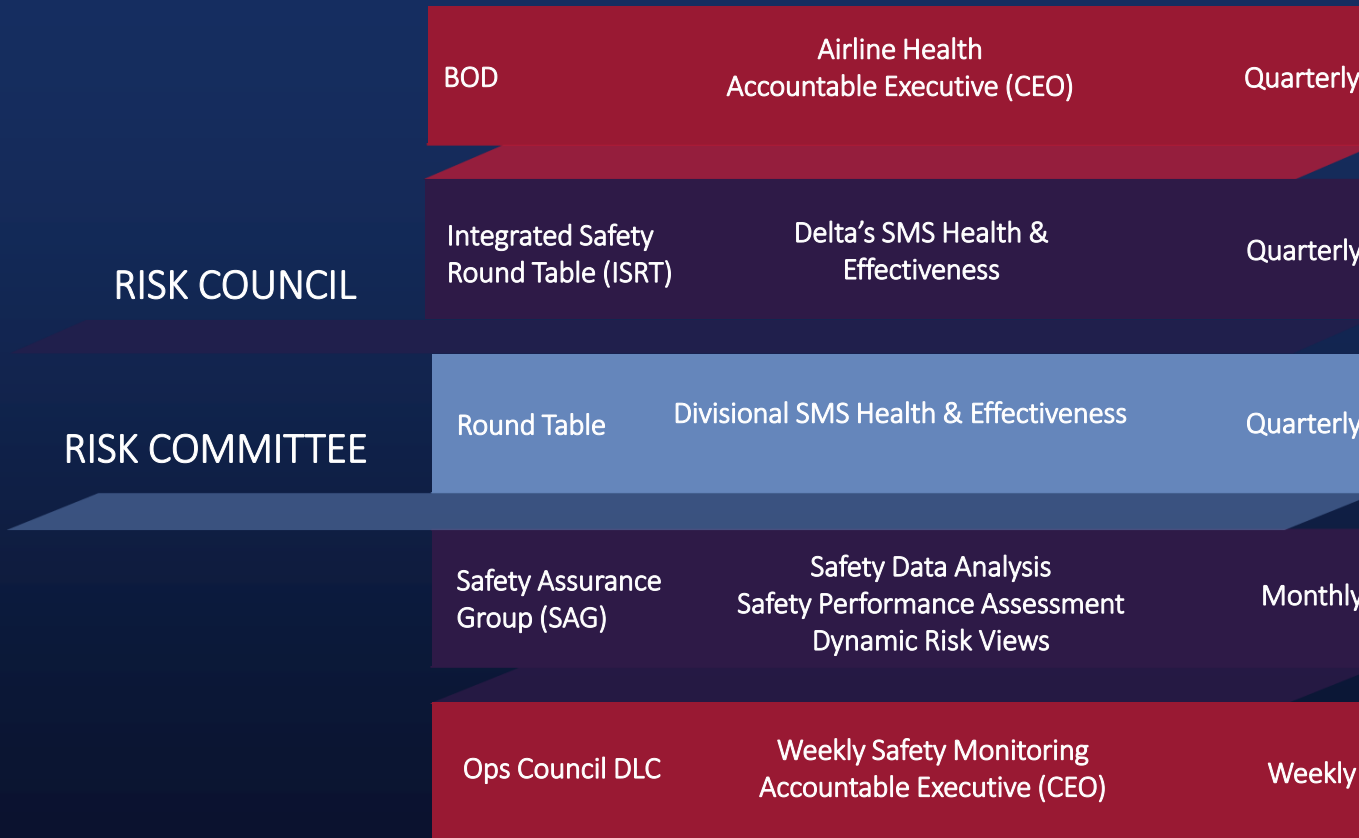 BOD
Airline Health
Accountable Executive (CEO)
Quarterly
RISK COUNCIL
Integrated Safety
Round Table (ISRT)
Delta’s SMS Health &
Effectiveness
Quarterly
RISK COMMITTEE
Round Table
Divisional SMS Health & Effectiveness
Quarterly
Safety Assurance
Group (SAG)
Safety Data Analysis
Safety Performance Assessment
Dynamic Risk Views
Monthly
Ops Council DLC
Weekly Safety Monitoring
Accountable Executive (CEO)
Weekly